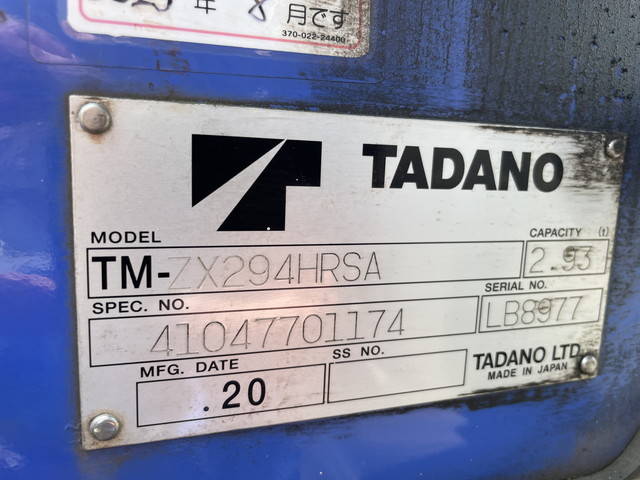 年 8 月です
370-022-24400
TADANO
MODEL
TM-ZX294HRSA
CAPACITY (t)
2.93
SPEC. NO.
41047701174
SERIAL NO.
LB8977
MFG. DATE
.20
SS NO.
TADANO LTD.
MADE IN JAPAN